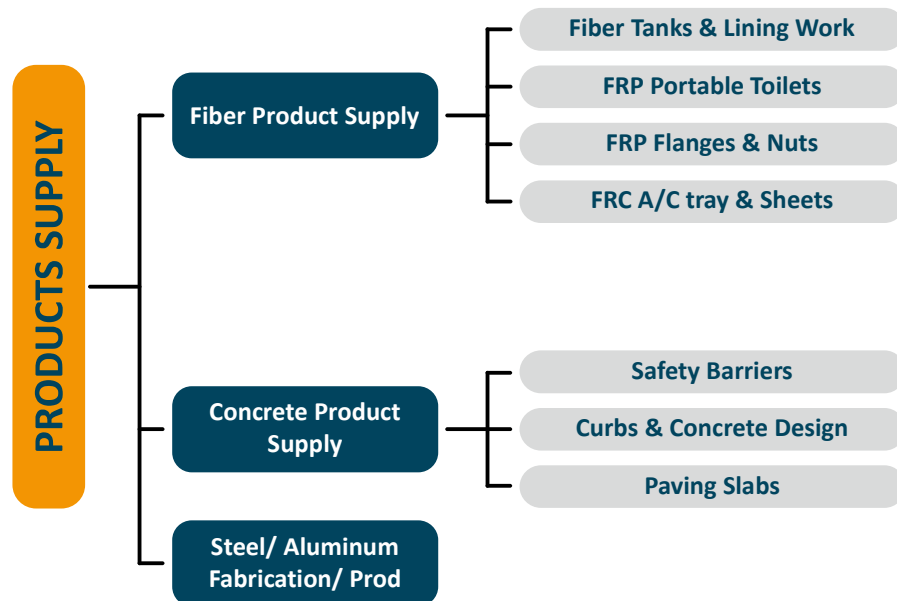 PRODUCTS SUPPLY
Fiber Product Supply
Fiber Tanks & Lining Work
FRP Portable Toilets
FRP Flanges & Nuts
FRC A/C tray & Sheets
Concrete Product
Supply
Safety Barriers
Curbs & Concrete Design
Paving Slabs
Steel/ Aluminum
Fabrication/ Prod